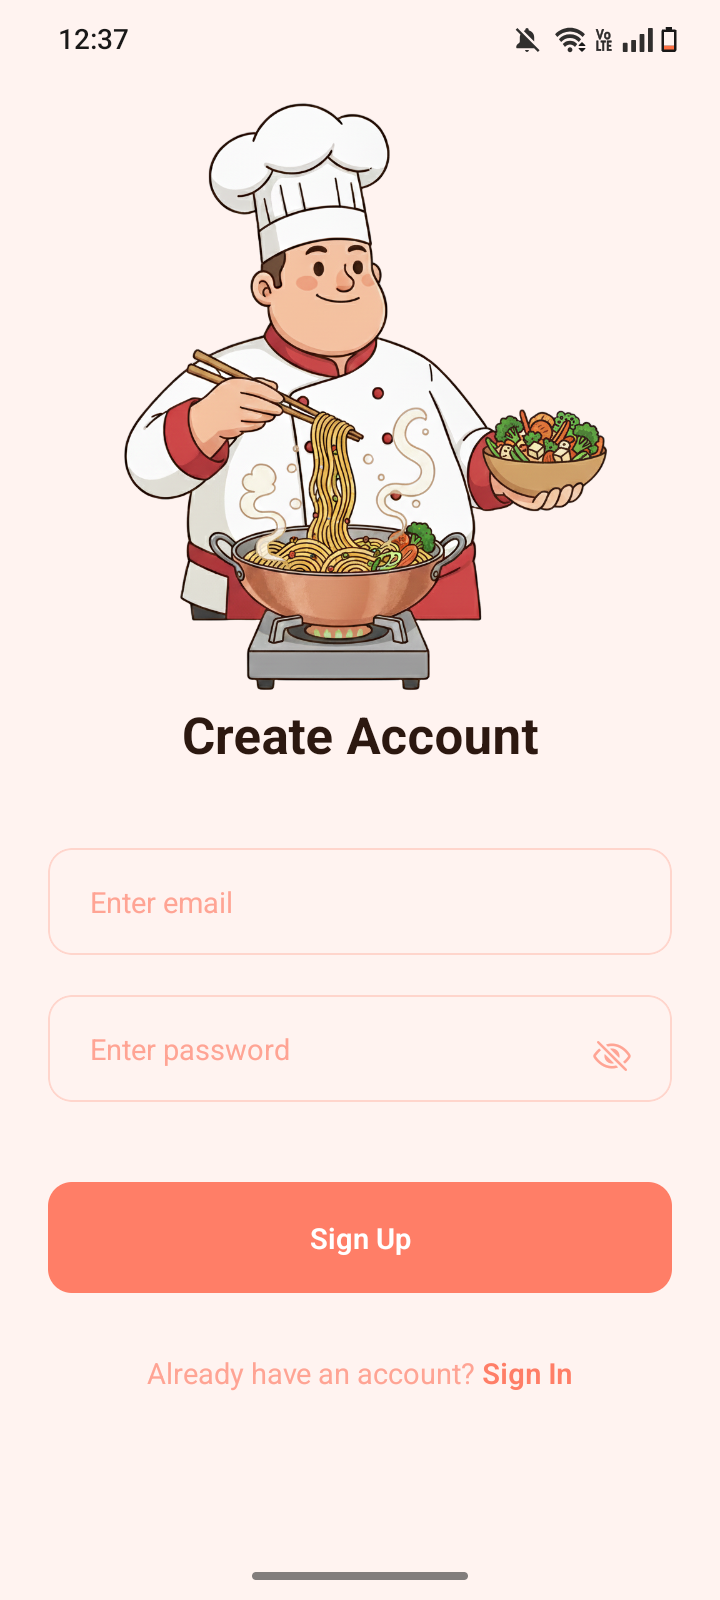 12:37
Vo
LTE
Create Account
Enter email
Enter password
Sign Up
Already have an account? Sign In